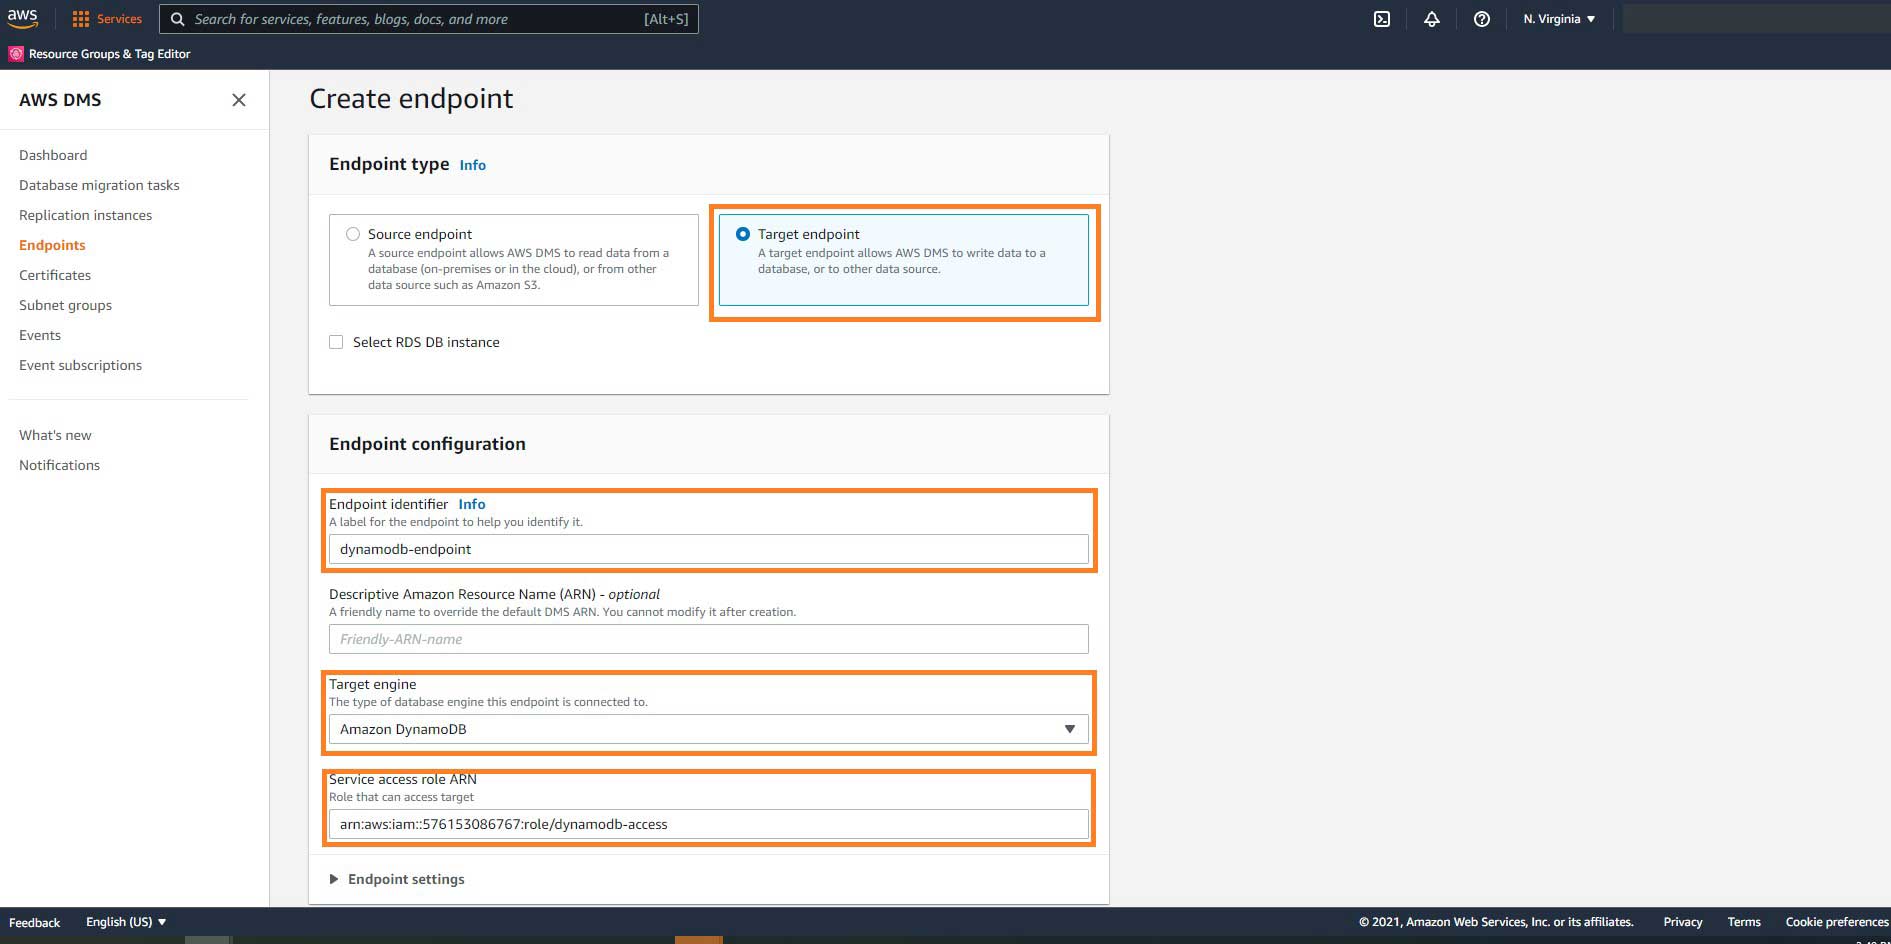 aws
Services
Search for services, features, blogs, docs, and more
[Alt+S]
N. Virginia
Resource Groups & Tag Editor
AWS DMS
Dashboard
Database migration tasks
Replication instances
Endpoints
Certificates
Subnet groups
Events
Event subscriptions
What's new
Notifications
Create endpoint
Endpoint type Info
Source endpoint
A source endpoint allows AWS DMS to read data from a
database (on-premises or in the cloud), or from other
data source such as Amazon S3.
Target endpoint
A target endpoint allows AWS DMS to write data to a
database, or to other data source.
Select RDS DB instance
Endpoint configuration
Endpoint identifier Info
A label for the endpoint to help you identify it.
dynamodb-endpoint
Descriptive Amazon Resource Name (ARN) - optional
A friendly name to override the default DMS ARN. You cannot modify it after creation.
Friendly-ARN-name
Target engine
The type of database engine this endpoint is connected to.
Amazon DynamoDB
Service access role ARN
Role that can access target
arn:aws:iam::576153086767:role/dynamodb-access
Endpoint settings
Feedback
English (US)
© 2021, Amazon Web Services, Inc. or its affiliates.
Privacy
Terms
Cookie preferences